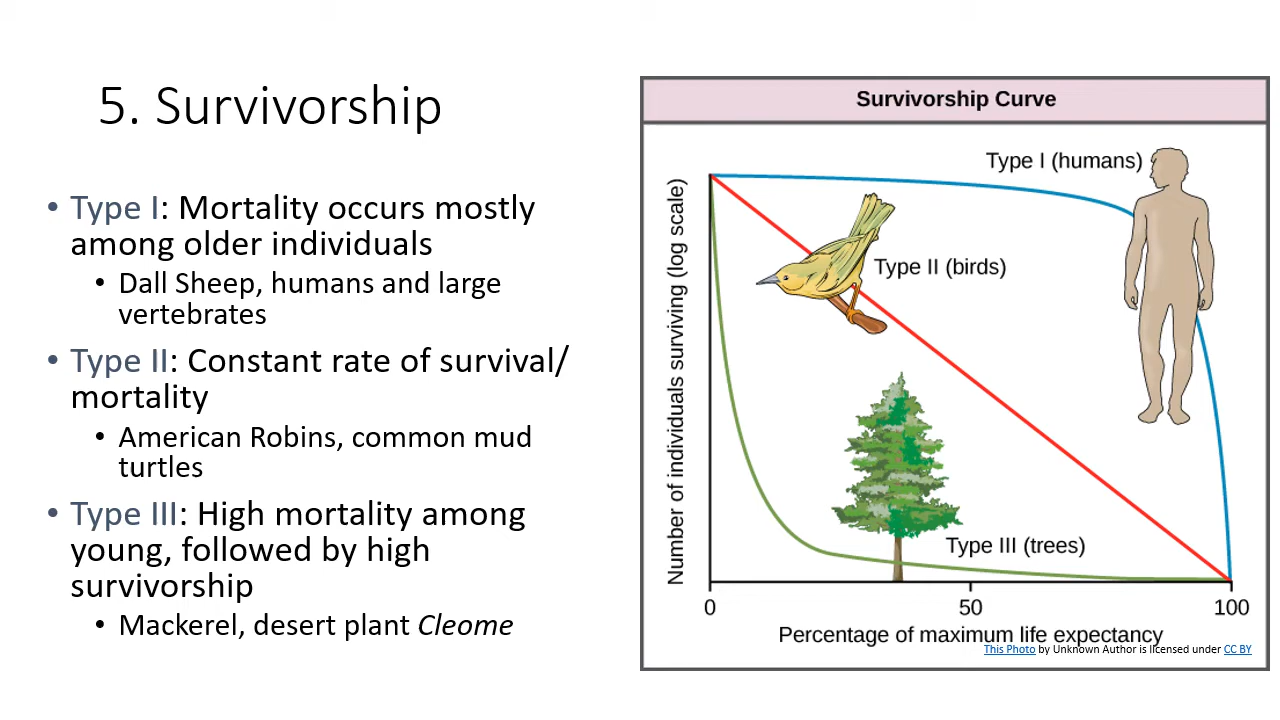 5. Survivorship
• Type I: Mortality occurs mostly
among older individuals
• Dall Sheep, humans and large
vertebrates
• Type II: Constant rate of survival/
mortality
• American Robins, common mud
turtles
• Type III: High mortality among
young, followed by high
survivorship
• Mackerel, desert plant Cleome
Survivorship Curve
Number of individuals surviving (log scale)
Type I (humans)
Type II (birds)
Type III (trees)
0 50 100
Percentage of maximum life expectancy
This Photo by Unknown Author is licensed under CC BY